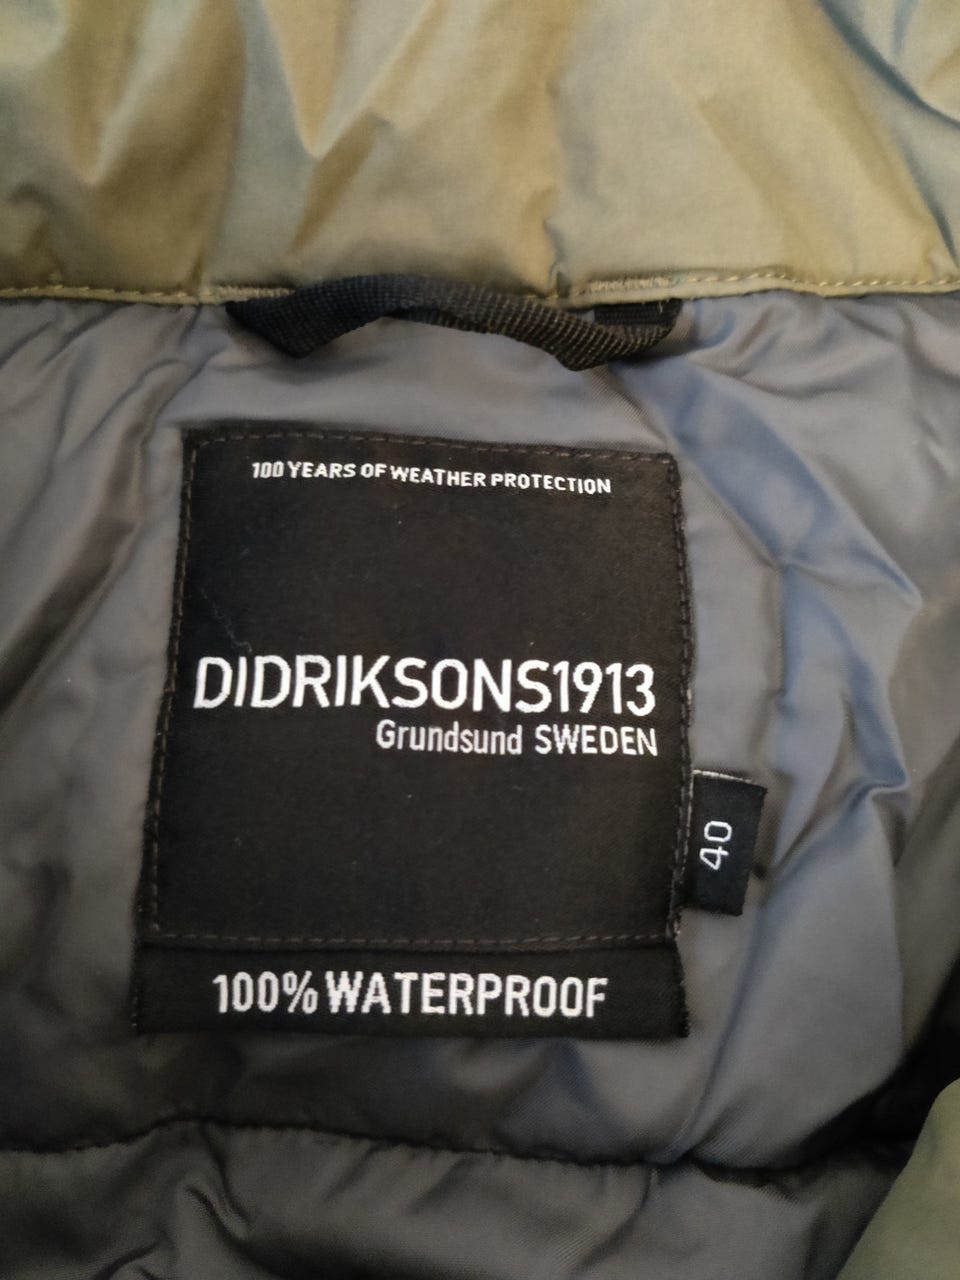 100 YEARS OF WEATHER PROTECTION
DIDRIKSONS1913
Grundsund SWEDEN
40
100% WATERPROOF